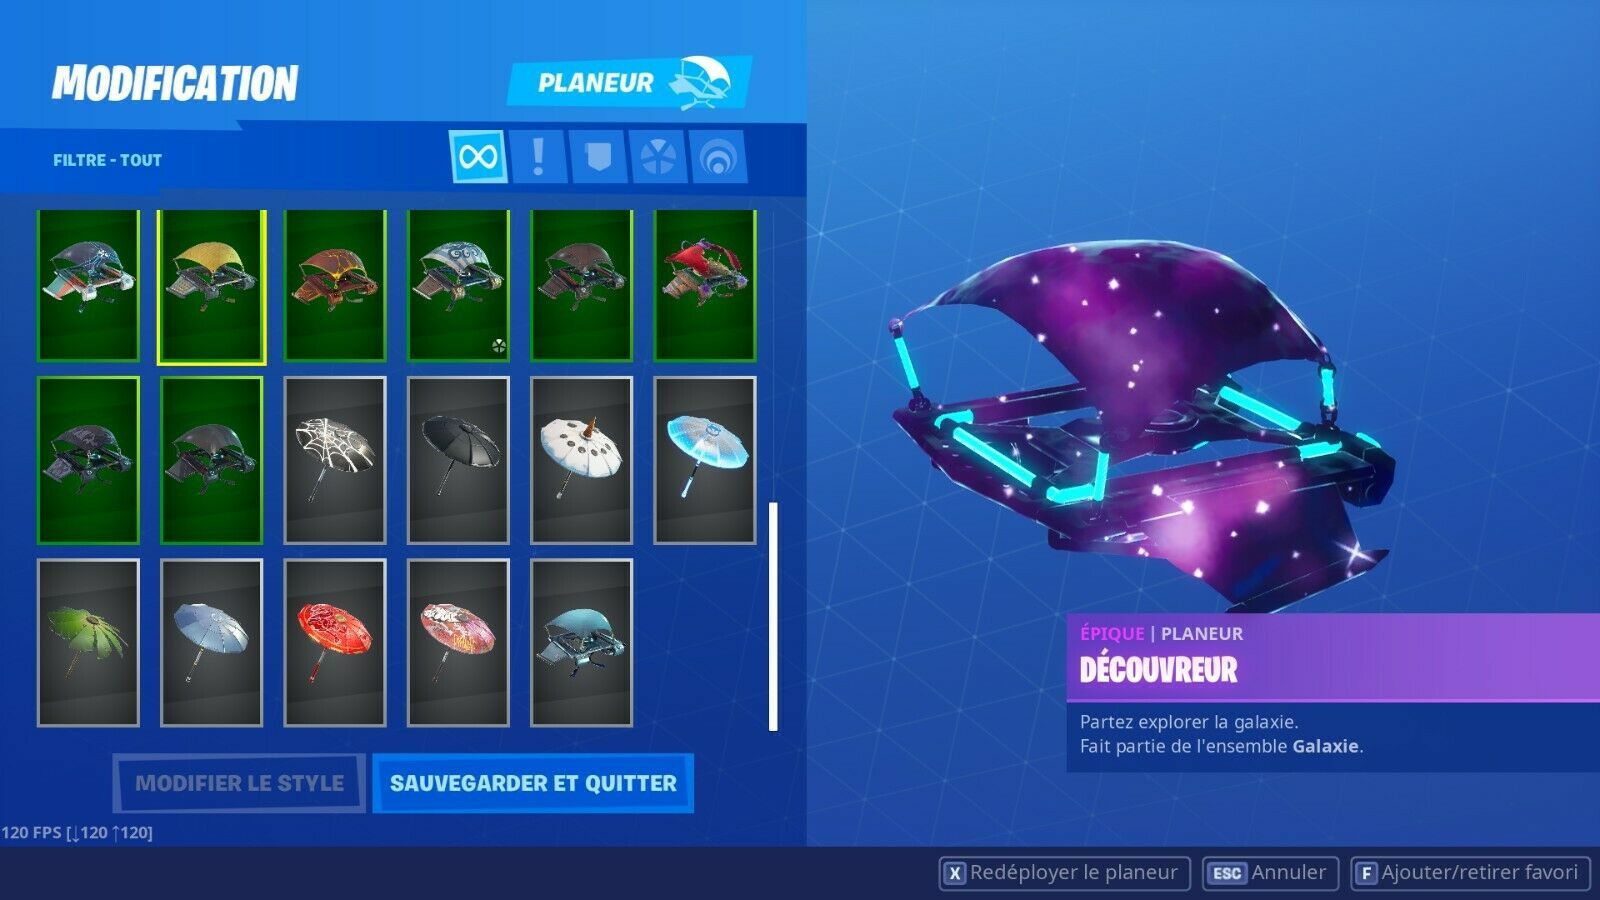 MODIFICATION
PLANEUR
FILTRE - TOUT
!
MODIFIER LE STYLE
SAUVEGARDER ET QUITTER
120 FPS [↓120 ↑120]
ÉPIQUE | PLANEUR
DÉCOUVREUR
Partez explorer la galaxie.
Fait partie de l'ensemble Galaxie.
X Redéployer le planeur
ESC Annuler
F Ajouter/retirer favori